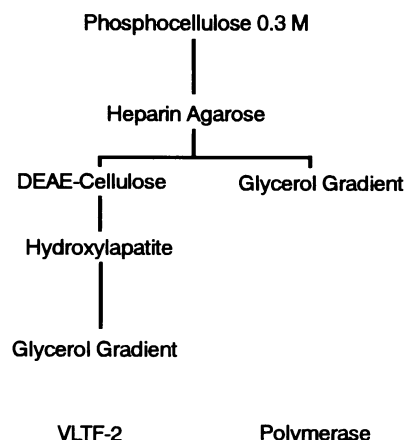 Phosphocellulose 0.3 M
Heparin Agarose
DEAE-Cellulose Glycerol Gradient
Hydroxylapatite
Glycerol Gradient
VLTF-2 Polymerase